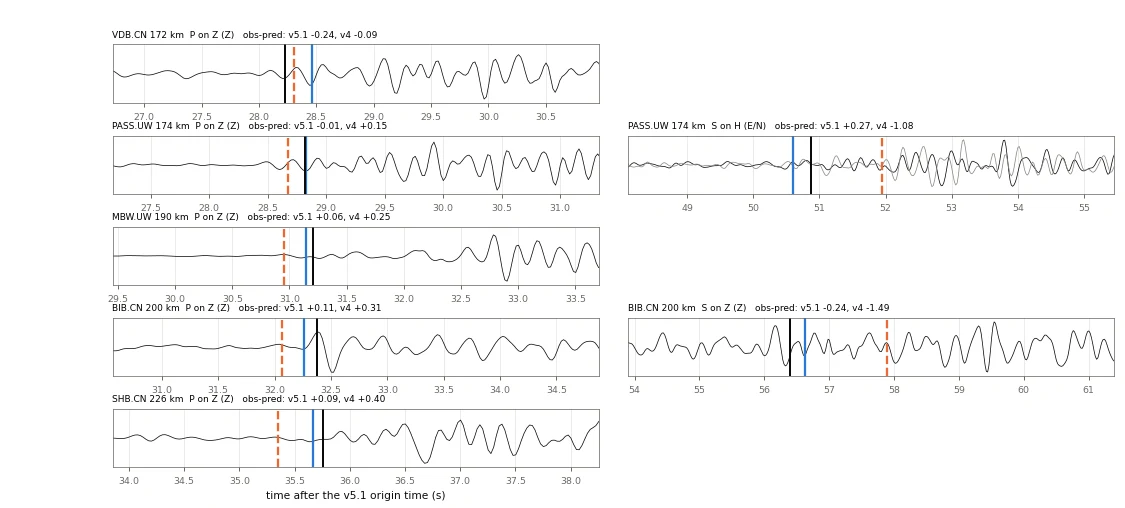 VDB.CN 172 km P on Z (Z) obs-pred: v5.1 -0.24, v4 -0.09
27.0 27.5 28.0 28.5 29.0 29.5 30.0 30.5
PASS.UW 174 km P on Z (Z) obs-pred: v5.1 -0.01, v4 +0.15
27.5 28.0 28.5 29.0 29.5 30.0 30.5 31.0
PASS.UW 174 km S on H (E/N) obs-pred: v5.1 +0.27, v4 -1.08
49 50 51 52 53 54 55
MBW.UW 190 km P on Z (Z) obs-pred: v5.1 +0.06, v4 +0.25
29.5 30.0 30.5 31.0 31.5 32.0 32.5 33.0 33.5
BIB.CN 200 km P on Z (Z) obs-pred: v5.1 +0.11, v4 +0.31
31.0 31.5 32.0 32.5 33.0 33.5 34.0 34.5
BIB.CN 200 km S on Z (Z) obs-pred: v5.1 -0.24, v4 -1.49
54 55 56 57 58 59 60 61
SHB.CN 226 km P on Z (Z) obs-pred: v5.1 +0.09, v4 +0.40
34.0 34.5 35.0 35.5 36.0 36.5 37.0 37.5 38.0
time after the v5.1 origin time (s)